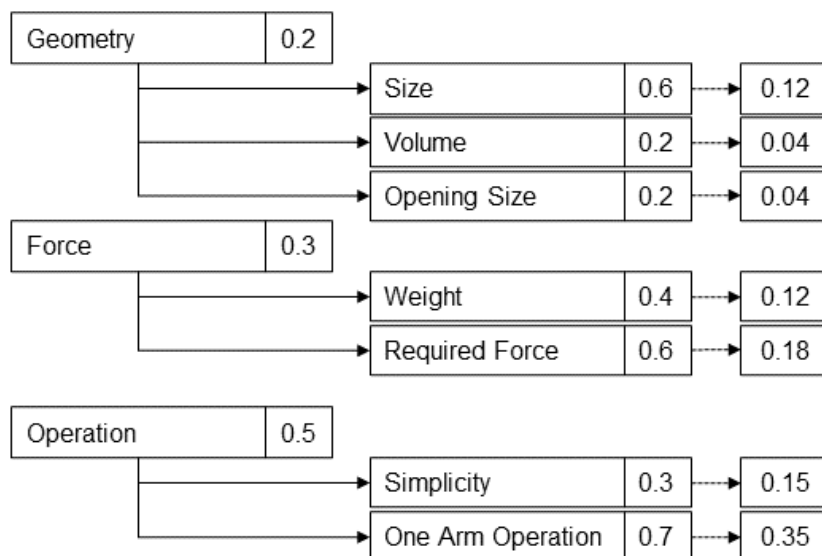 Geometry 0.2
Size 0.6 0.12
Volume 0.2 0.04
Opening Size 0.2 0.04
Force 0.3
Weight 0.4 0.12
Required Force 0.6 0.18
Operation 0.5
Simplicity 0.3 0.15
One Arm Operation 0.7 0.35